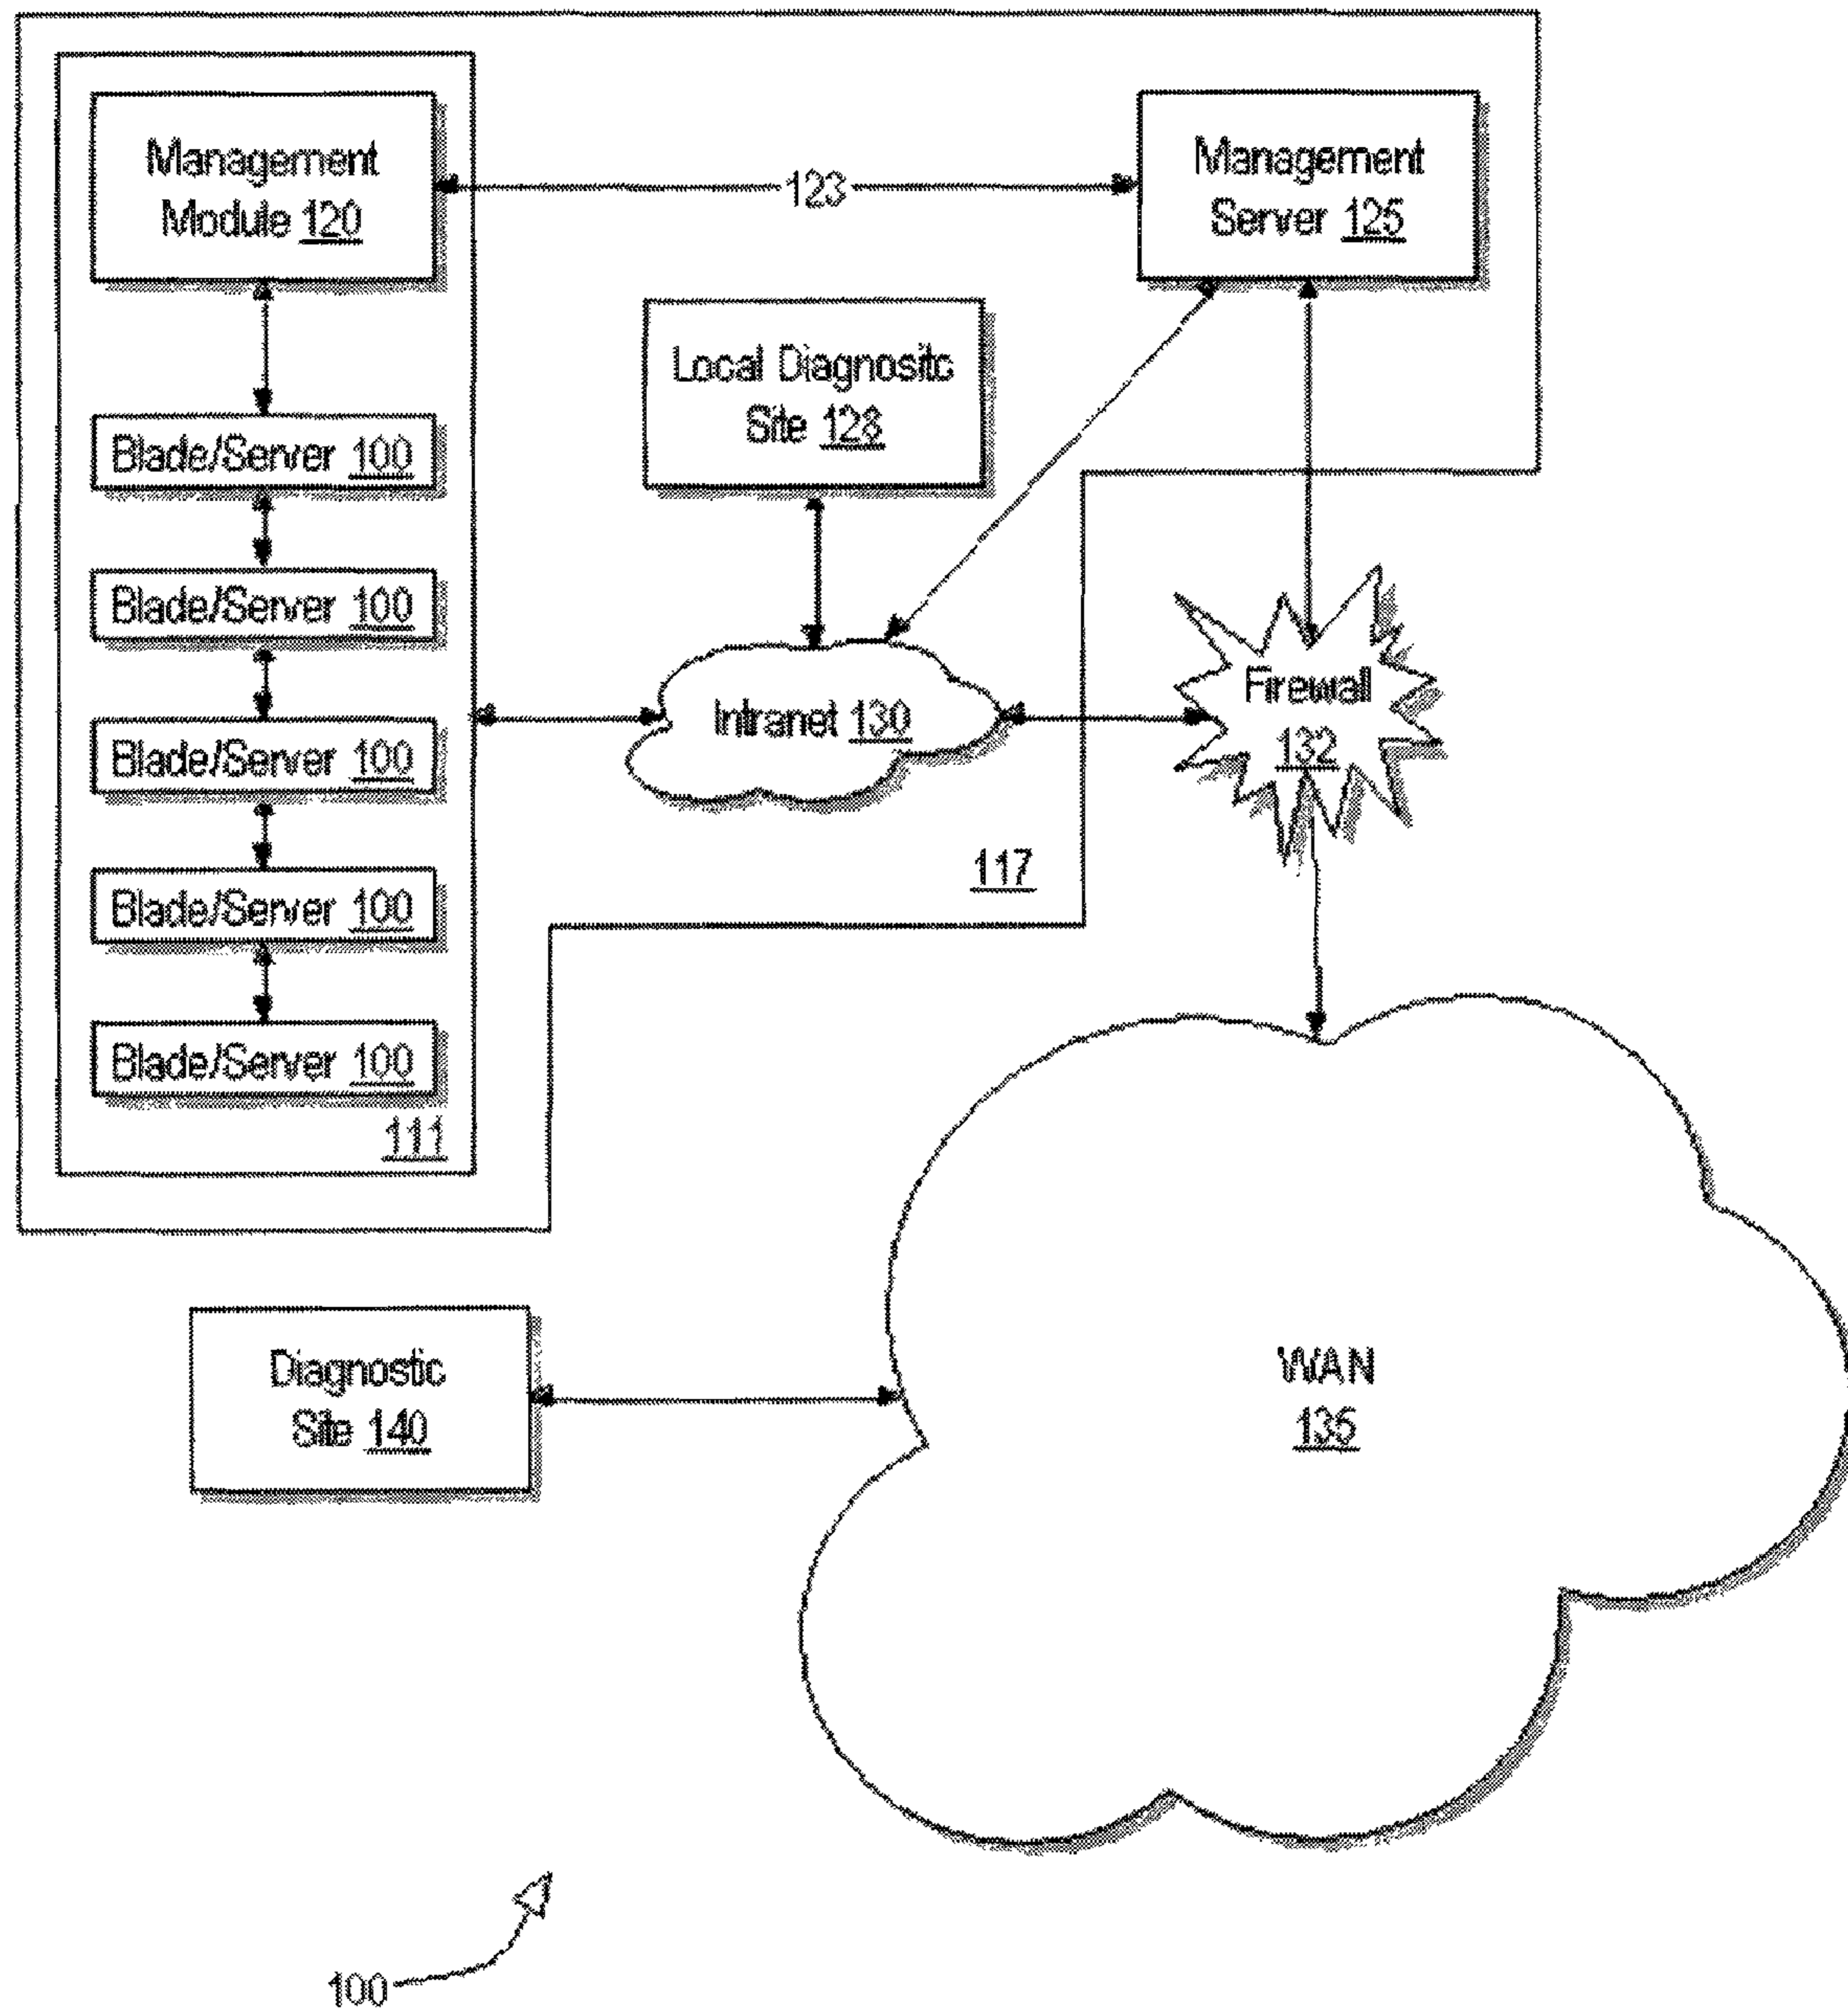 Management
Module 120
123
Management
Server 125
Local Diagnositc
Site 128
Blade/Server 100
Blade/Server 100
Blade/Server 100
Blade/Server 100
Blade/Server 100
111
Intranet 130
Firewall
132
117
Diagnostic
Site 140
WAN
135
100